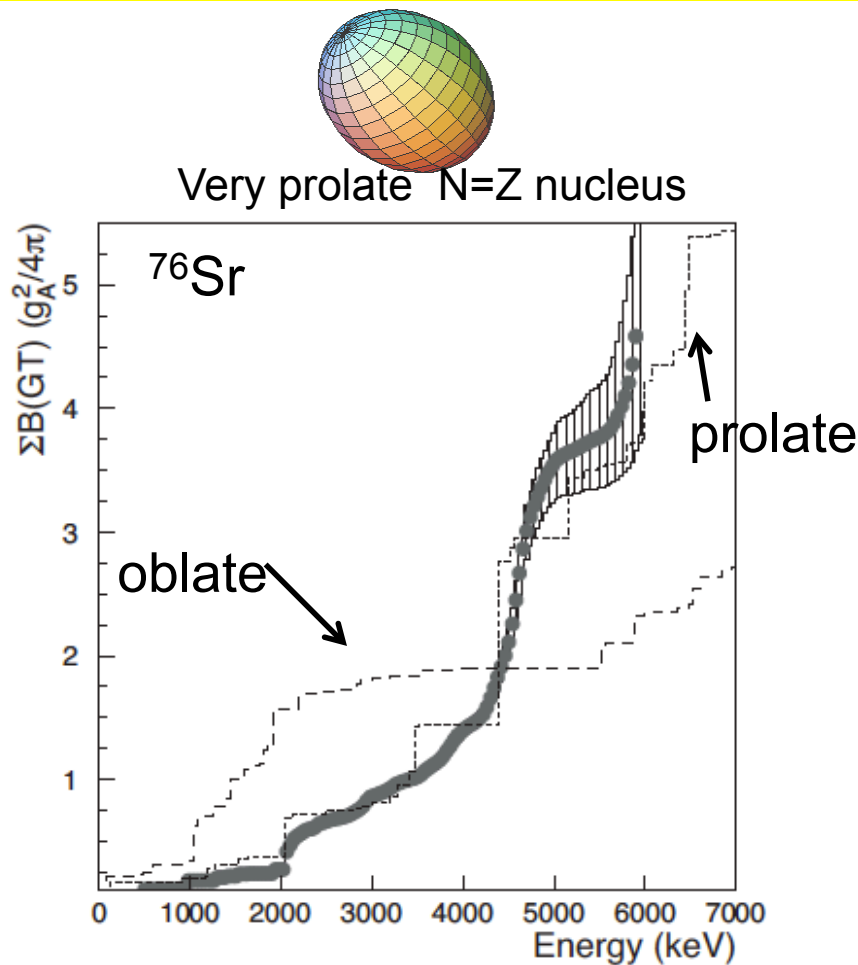 Very prolate N=Z nucleus
⁷⁶Sr
ΣB(GT) (g_A²/4π)
5
4
prolate
3
oblate
2
1
0 1000 2000 3000 4000 5000 6000 7000
Energy (keV)